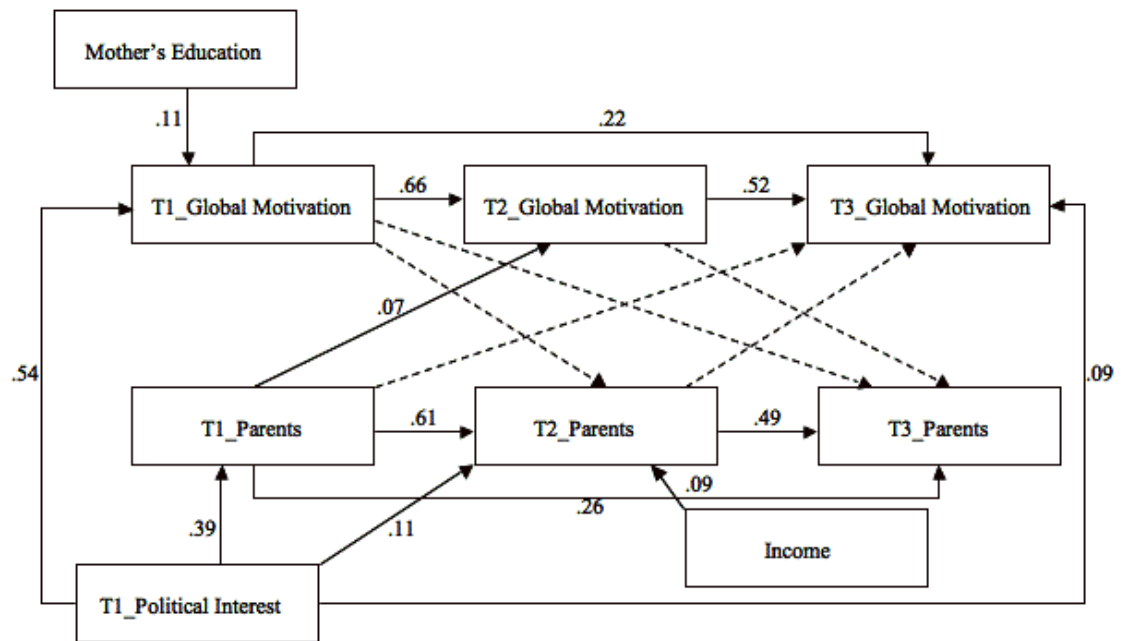 Mother’s Education
.11
.22
T1_Global Motivation
.66
T2_Global Motivation
.52
T3_Global Motivation
.07
.54
.09
T1_Parents
.61
T2_Parents
.49
T3_Parents
.39
.11
.26
.09
Income
T1_Political Interest